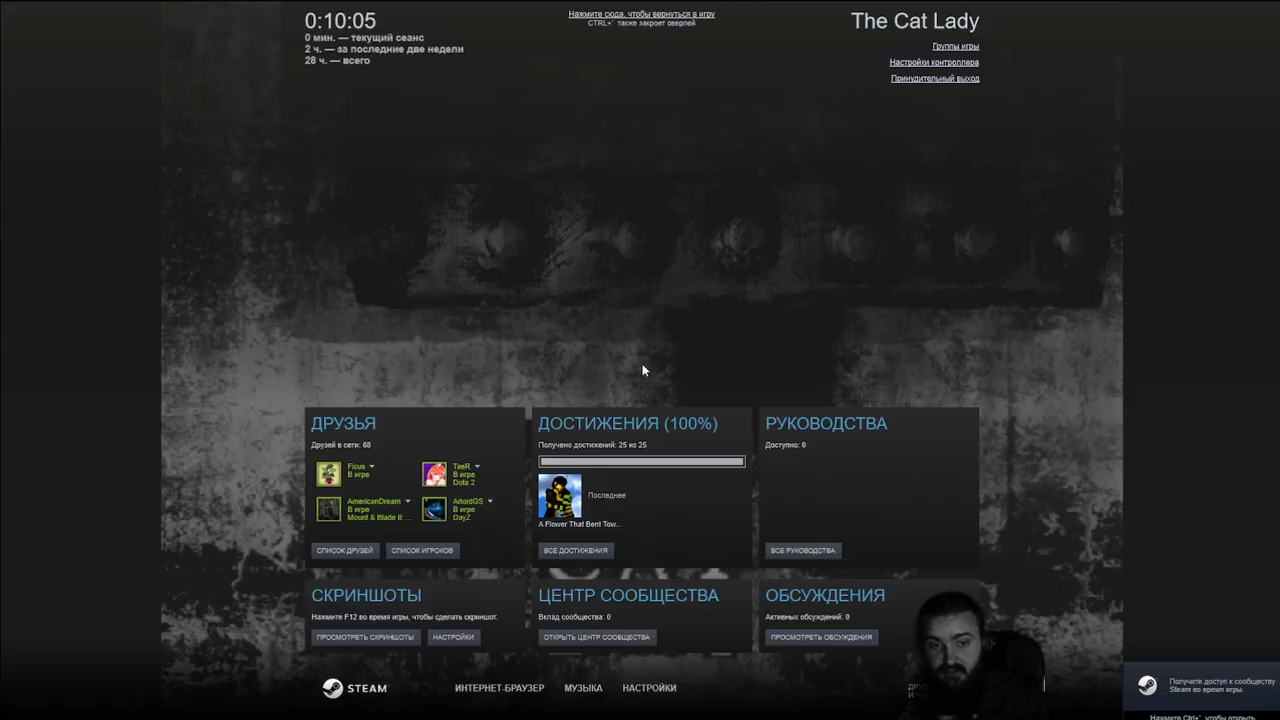 0:10:05
0 мин. — текущий сеанс
2 ч. — за последние две недели
28 ч. — всего
Нажмите сюда, чтобы вернуться в игру
CTRL+` также закроет оверлей
The Cat Lady
Группы игры
Настройки контроллера
Принудительный выход
ДРУЗЬЯ
Друзей в сети: 68
Ficus
В игре
TaeR_
В игре
Dota 2
AmericanDream
В игре
Mount & Blade II: ...
ArlordGS
В игре
DayZ
СПИСОК ДРУЗЕЙ
СПИСОК ИГРОКОВ
ДОСТИЖЕНИЯ (100%)
Получено достижений: 25 из 25
Последнее
A Flower That Bent Tow...
ВСЕ ДОСТИЖЕНИЯ
РУКОВОДСТВА
Доступно: 0
ВСЕ РУКОВОДСТВА
СКРИНШОТЫ
Нажмите F12 во время игры, чтобы сделать скриншот.
ПРОСМОТРЕТЬ СКРИНШОТЫ
НАСТРОЙКИ
ЦЕНТР СООБЩЕСТВА
Вклад сообщества: 0
ОТКРЫТЬ ЦЕНТР СООБЩЕСТВА
ОБСУЖДЕНИЯ
Активных обсуждений: 0
ПРОСМОТРЕТЬ ОБСУЖДЕНИЯ
STEAM
ИНТЕРНЕТ-БРАУЗЕР
МУЗЫКА
НАСТРОЙКИ
Получите доступ к сообществу
Steam во время игры.
Нажмите Ctrl+` чтобы открыть